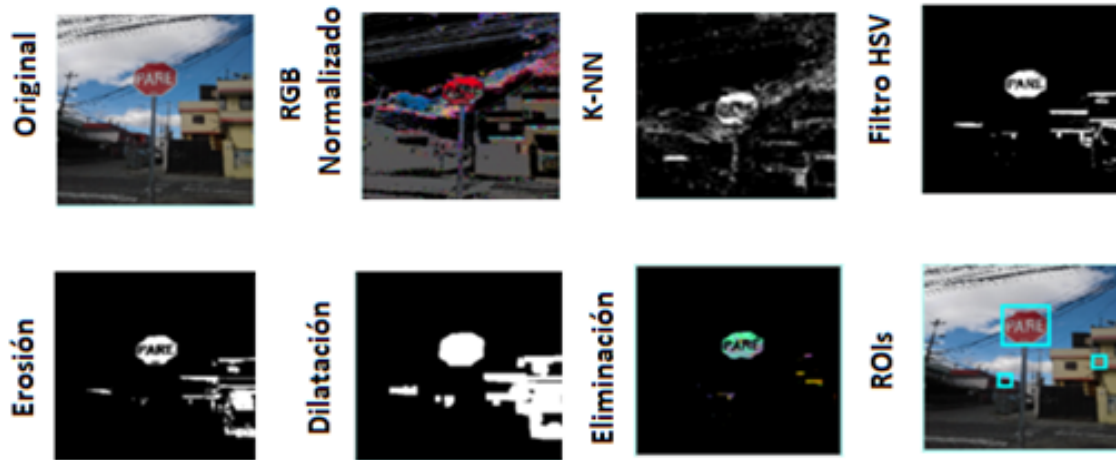 Original
PARE
RGB
Normalizado
K-NN
Filtro HSV
PARE
Erosión
PARE
Dilatación
Eliminación
PARE
ROIs
PARE